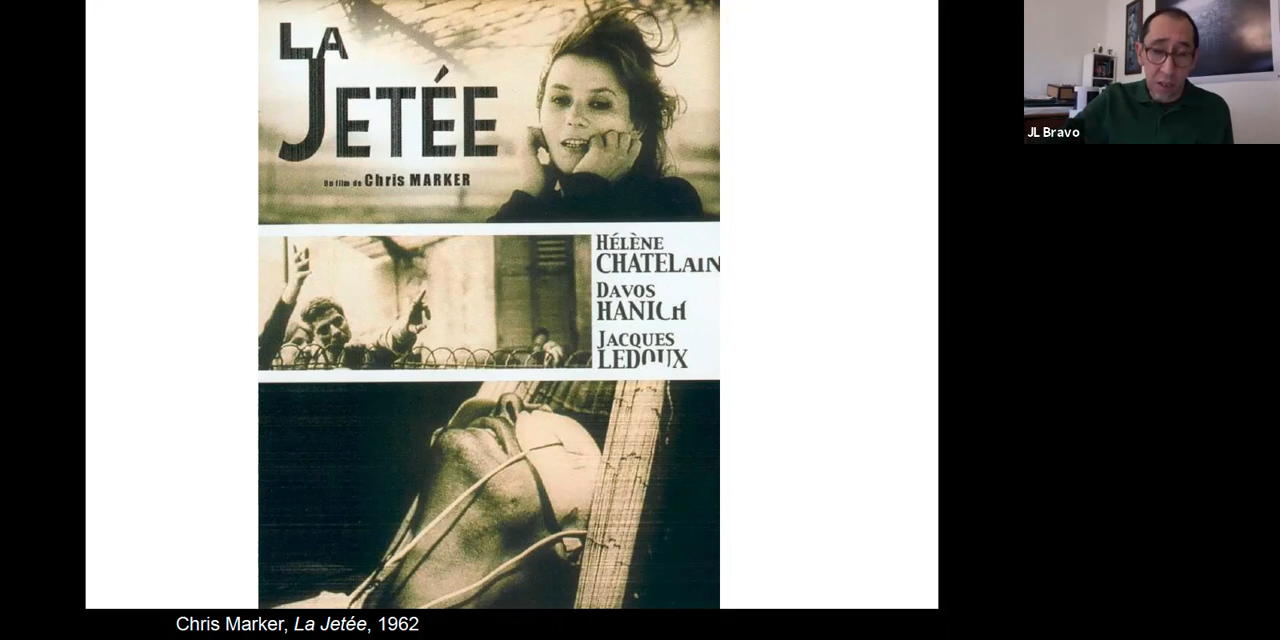 LA
JETÉE
Un film de Chris MARKER
HÉLÈNE
CHATELAIN
DAVOS
HANICH
JACQUES
LEDOUX
JL Bravo
Chris Marker, La Jetée, 1962